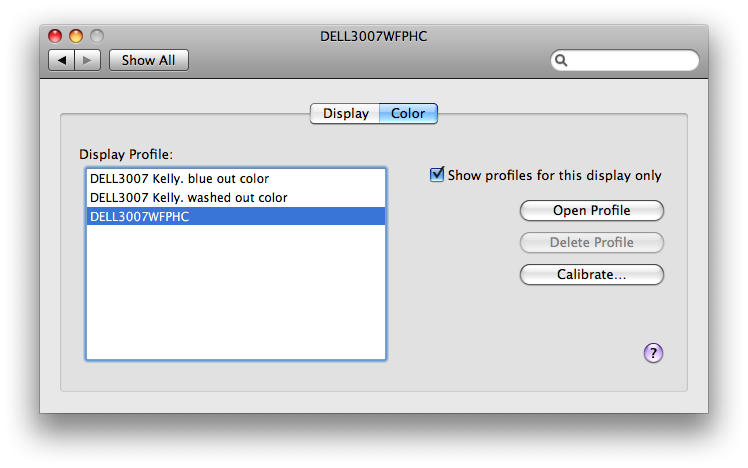 DELL3007WFPHC
Show All
Display
Color
Display Profile:
DELL3007 Kelly. blue out color
DELL3007 Kelly. washed out color
DELL3007WFPHC
Show profiles for this display only
Open Profile
Delete Profile
Calibrate...
?